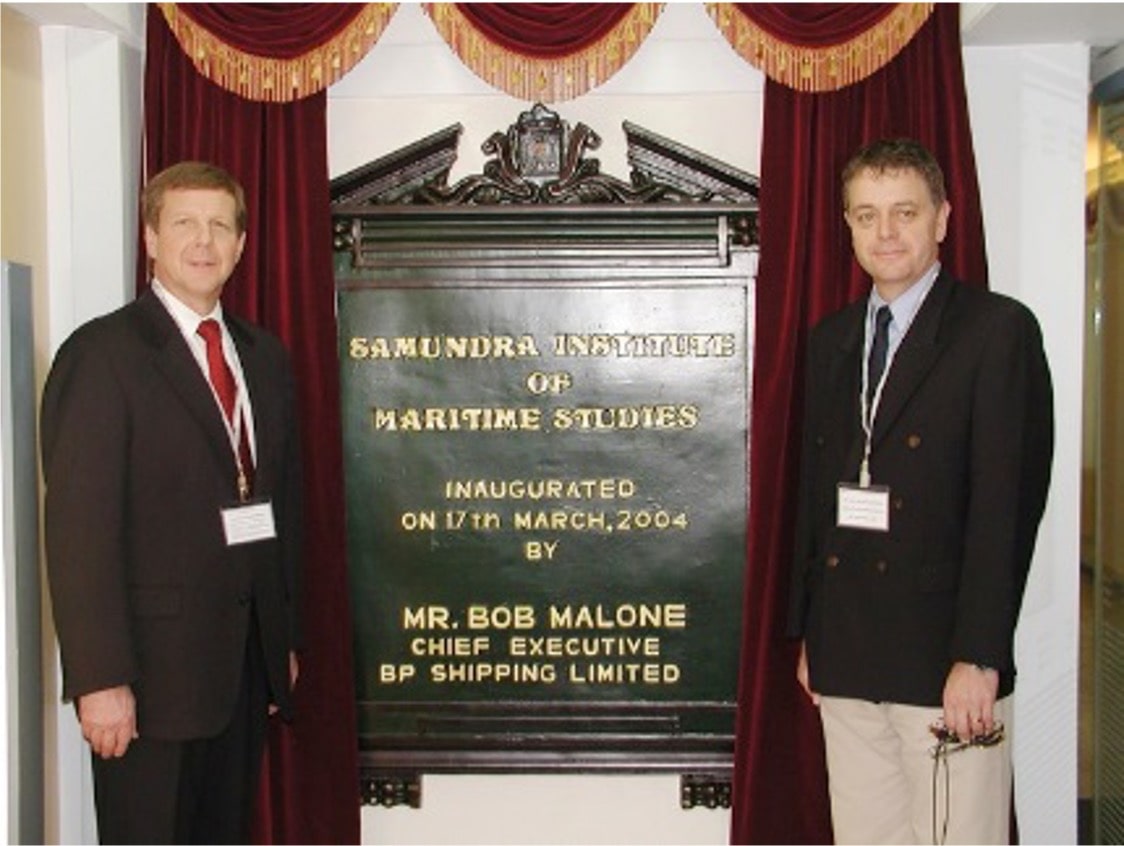 SAMUNDRA INSTITUTE
OF
MARITIME STUDIES
INAUGURATED
ON 17th MARCH, 2004
BY
MR. BOB MALONE
CHIEF EXECUTIVE
BP SHIPPING LIMITED